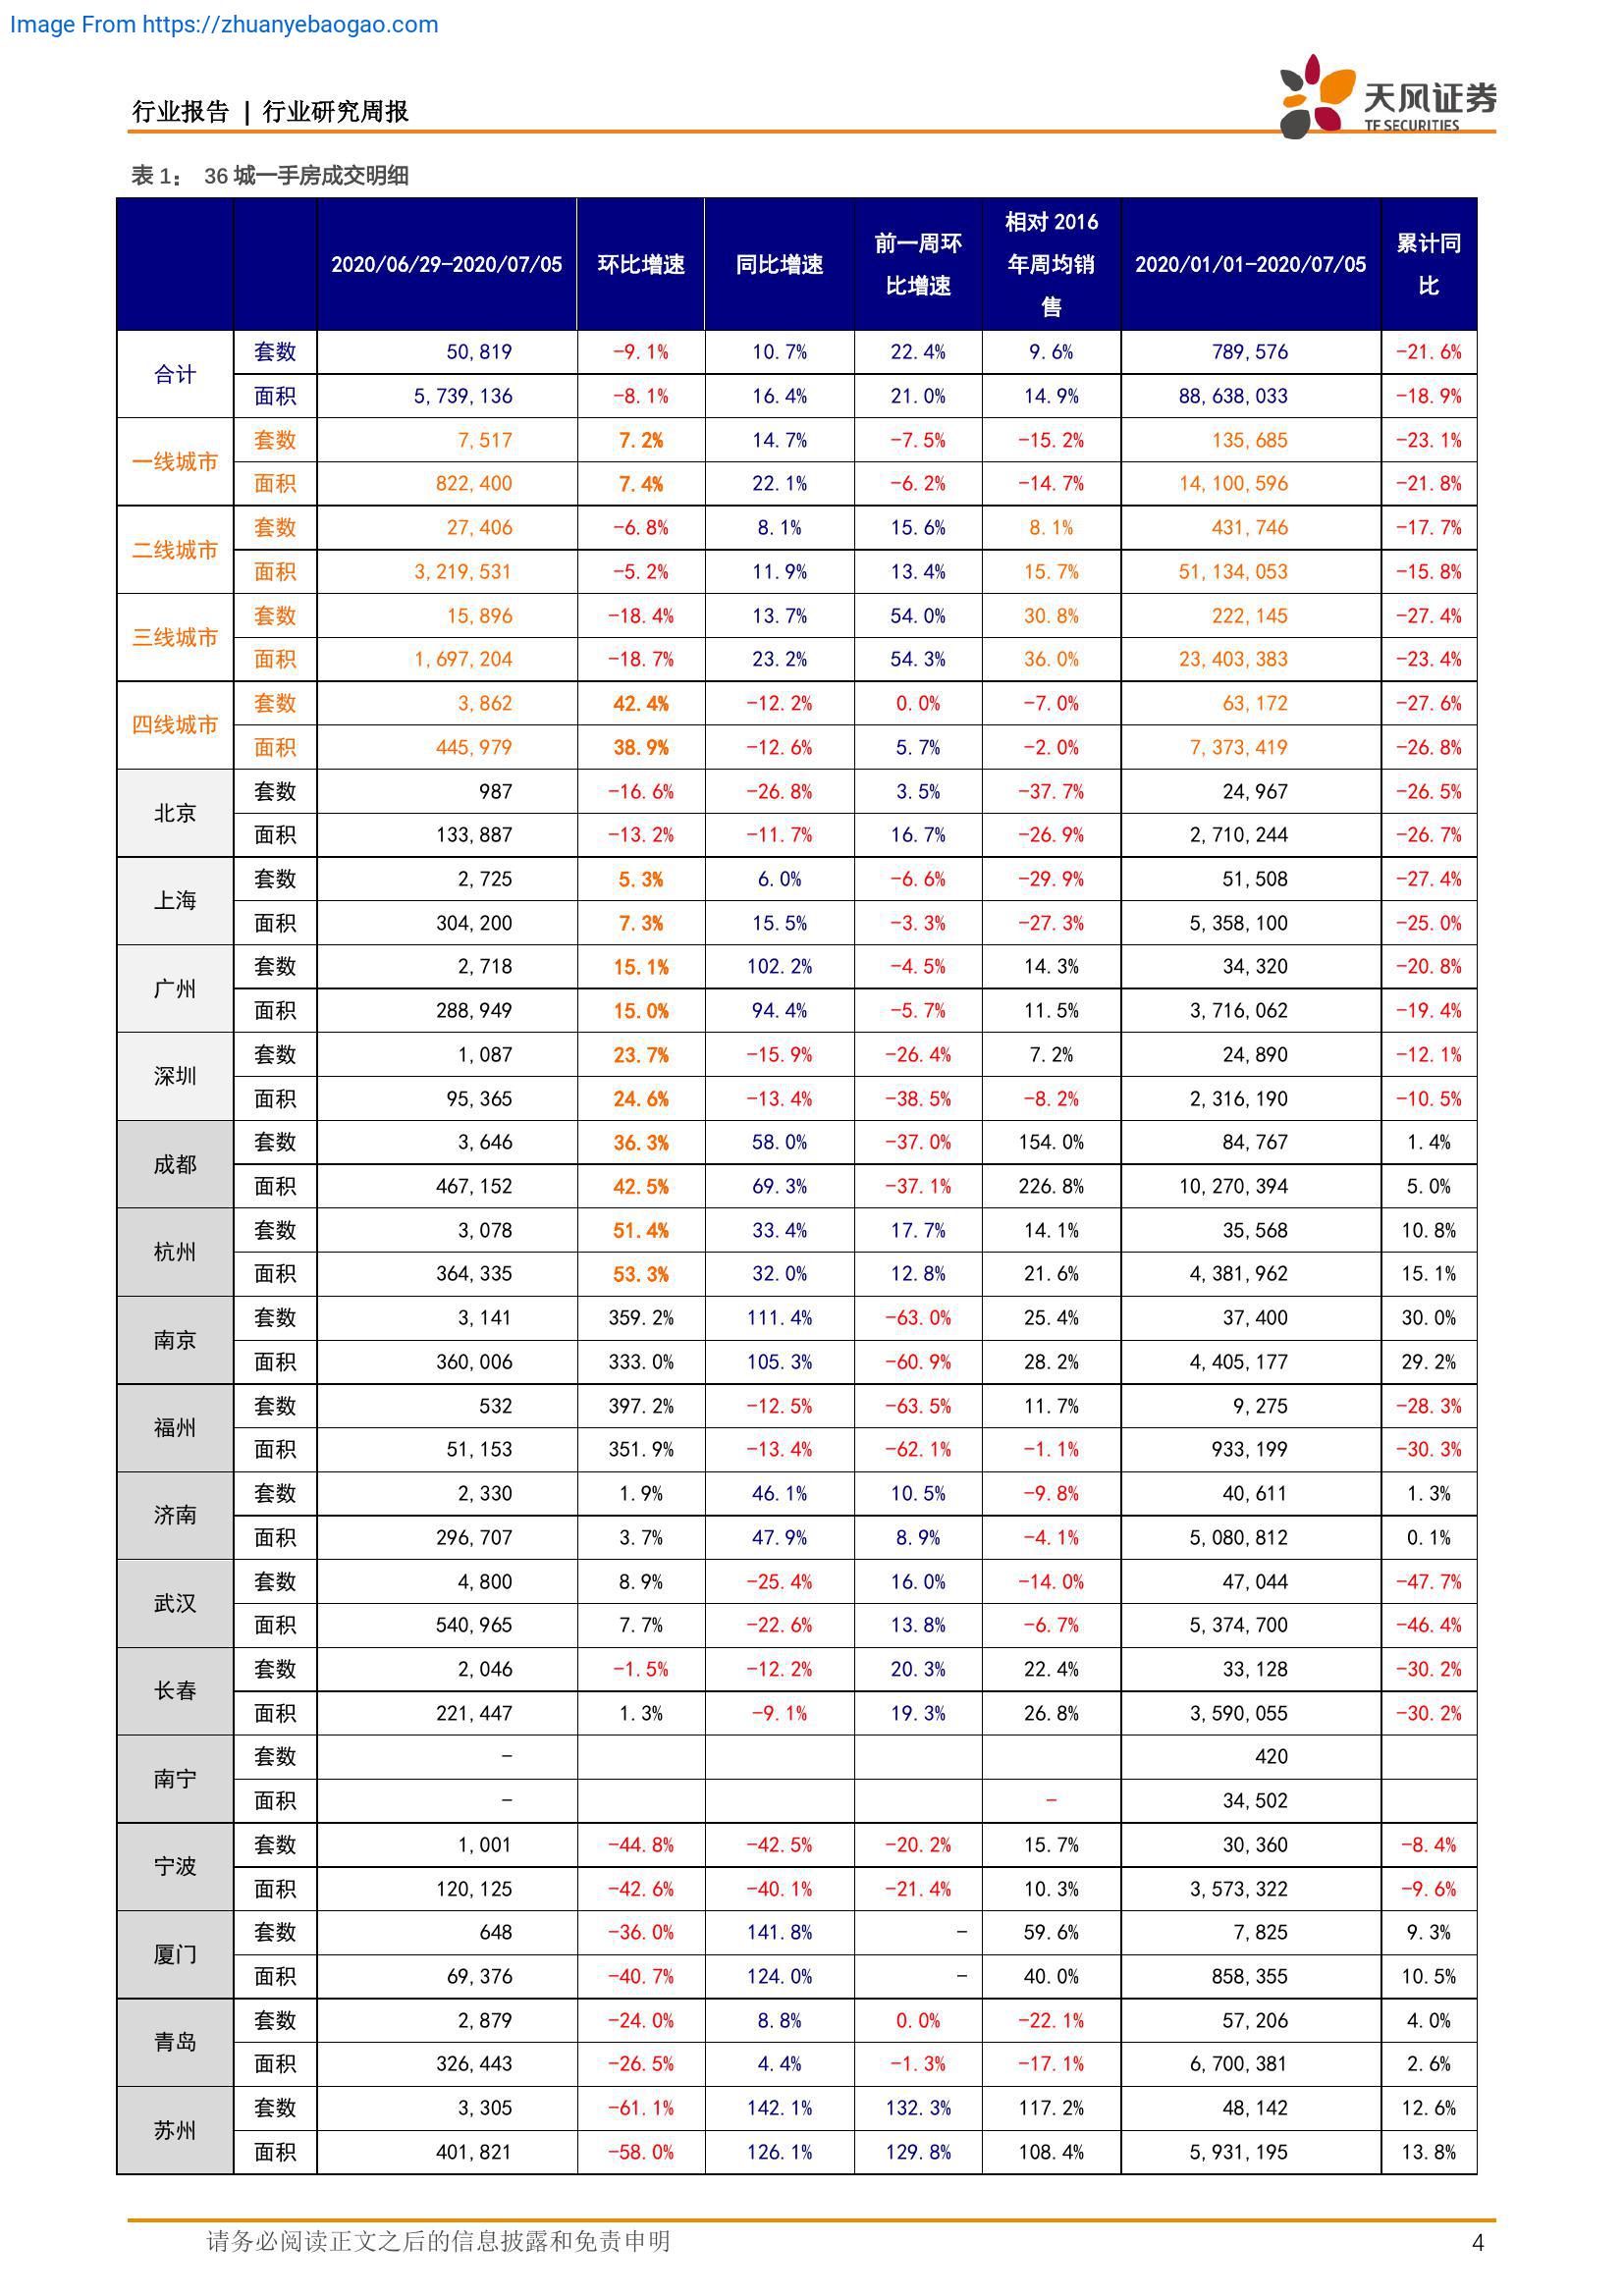 Image From https://zhuanyebaogao.com
行业报告 | 行业研究周报
天风证券
TF SECURITIES
表 1： 36 城一手房成交明细
2020/06/29-2020/07/05 环比增速 同比增速 前一周环比增速 相对 2016 年周均销售 2020/01/01-2020/07/05 累计同比
合计 套数 50,819 -9.1% 10.7% 22.4% 9.6% 789,576 -21.6%
面积 5,739,136 -8.1% 16.4% 21.0% 14.9% 88,638,033 -18.9%
一线城市 套数 7,517 7.2% 14.7% -7.5% -15.2% 135,685 -23.1%
面积 822,400 7.4% 22.1% -6.2% -14.7% 14,100,596 -21.8%
二线城市 套数 27,406 -6.8% 8.1% 15.6% 8.1% 431,746 -17.7%
面积 3,219,531 -5.2% 11.9% 13.4% 15.7% 51,134,053 -15.8%
三线城市 套数 15,896 -18.4% 13.7% 54.0% 30.8% 222,145 -27.4%
面积 1,697,204 -18.7% 23.2% 54.3% 36.0% 23,403,383 -23.4%
四线城市 套数 3,862 42.4% -12.2% 0.0% -7.0% 63,172 -27.6%
面积 445,979 38.9% -12.6% 5.7% -2.0% 7,373,419 -26.8%
北京 套数 987 -16.6% -26.8% 3.5% -37.7% 24,967 -26.5%
面积 133,887 -13.2% -11.7% 16.7% -26.9% 2,710,244 -26.7%
上海 套数 2,725 5.3% 6.0% -6.6% -29.9% 51,508 -27.4%
面积 304,200 7.3% 15.5% -3.3% -27.3% 5,358,100 -25.0%
广州 套数 2,718 15.1% 102.2% -4.5% 14.3% 34,320 -20.8%
面积 288,949 15.0% 94.4% -5.7% 11.5% 3,716,062 -19.4%
深圳 套数 1,087 23.7% -15.9% -26.4% 7.2% 24,890 -12.1%
面积 95,365 24.6% -13.4% -38.5% -8.2% 2,316,190 -10.5%
成都 套数 3,646 36.3% 58.0% -37.0% 154.0% 84,767 1.4%
面积 467,152 42.5% 69.3% -37.1% 226.8% 10,270,394 5.0%
杭州 套数 3,078 51.4% 33.4% 17.7% 14.1% 35,568 10.8%
面积 364,335 53.3% 32.0% 12.8% 21.6% 4,381,962 15.1%
南京 套数 3,141 359.2% 111.4% -63.0% 25.4% 37,400 30.0%
面积 360,006 333.0% 105.3% -60.9% 28.2% 4,405,177 29.2%
福州 套数 532 397.2% -12.5% -63.5% 11.7% 9,275 -28.3%
面积 51,153 351.9% -13.4% -62.1% -1.1% 933,199 -30.3%
济南 套数 2,330 1.9% 46.1% 10.5% -9.8% 40,611 1.3%
面积 296,707 3.7% 47.9% 8.9% -4.1% 5,080,812 0.1%
武汉 套数 4,800 8.9% -25.4% 16.0% -14.0% 47,044 -47.7%
面积 540,965 7.7% -22.6% 13.8% -6.7% 5,374,700 -46.4%
长春 套数 2,046 -1.5% -12.2% 20.3% 22.4% 33,128 -30.2%
面积 221,447 1.3% -9.1% 19.3% 26.8% 3,590,055 -30.2%
南宁 套数 - 420
面积 - - 34,502
宁波 套数 1,001 -44.8% -42.5% -20.2% 15.7% 30,360 -8.4%
面积 120,125 -42.6% -40.1% -21.4% 10.3% 3,573,322 -9.6%
厦门 套数 648 -36.0% 141.8% - 59.6% 7,825 9.3%
面积 69,376 -40.7% 124.0% - 40.0% 858,355 10.5%
青岛 套数 2,879 -24.0% 8.8% 0.0% -22.1% 57,206 4.0%
面积 326,443 -26.5% 4.4% -1.3% -17.1% 6,700,381 2.6%
苏州 套数 3,305 -61.1% 142.1% 132.3% 117.2% 48,142 12.6%
面积 401,821 -58.0% 126.1% 129.8% 108.4% 5,931,195 13.8%
请务必阅读正文之后的信息披露和免责申明 4